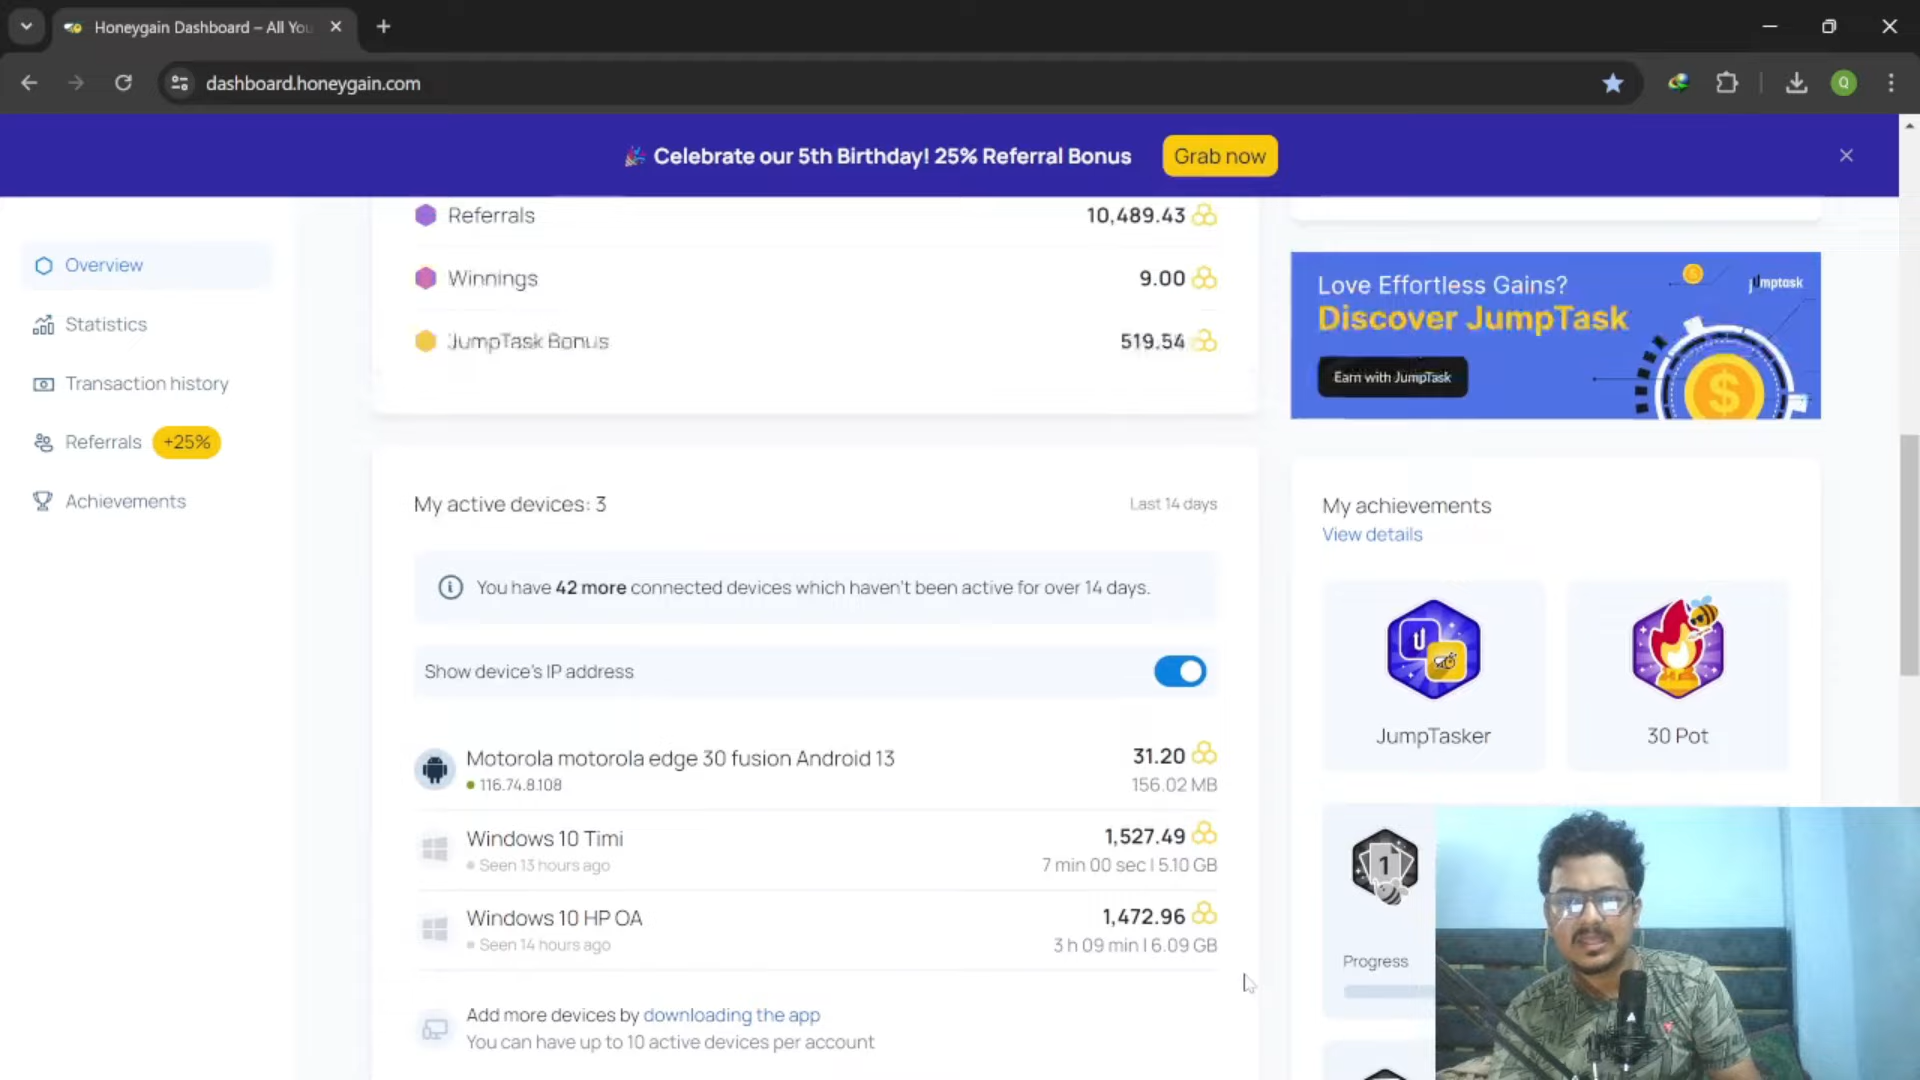 Honeygain Dashboard – All You
dashboard.honeygain.com
Q
🎉 Celebrate our 5th Birthday! 25% Referral Bonus
Grab now
Overview
Statistics
Transaction history
Referrals +25%
Achievements
Referrals 10,489.43
Winnings 9.00
JumpTask Bonus 519.54
My active devices: 3
Last 14 days
You have 42 more connected devices which haven't been active for over 14 days.
Show device's IP address
Motorola motorola edge 30 fusion Android 13 31.20
116.74.8.108 156.02 MB
Windows 10 Timi 1,527.49
Seen 13 hours ago 7 min 00 sec | 5.10 GB
Windows 10 HP OA 1,472.96
Seen 14 hours ago 3 h 09 min | 6.09 GB
Add more devices by downloading the app
You can have up to 10 active devices per account
Love Effortless Gains?
jumptask
Discover JumpTask
Earn with JumpTask
$
My achievements
View details
JumpTasker
30 Pot
1
Progress